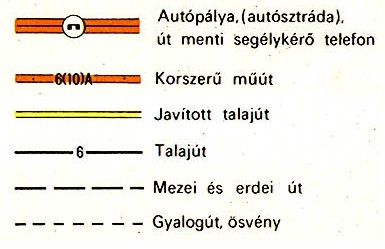 Autópálya, (autósztráda),
út menti segélykérő telefon
6(10)A Korszerű műút
Javított talajút
6 Talajút
Mezei és erdei út
Gyalogút, ösvény